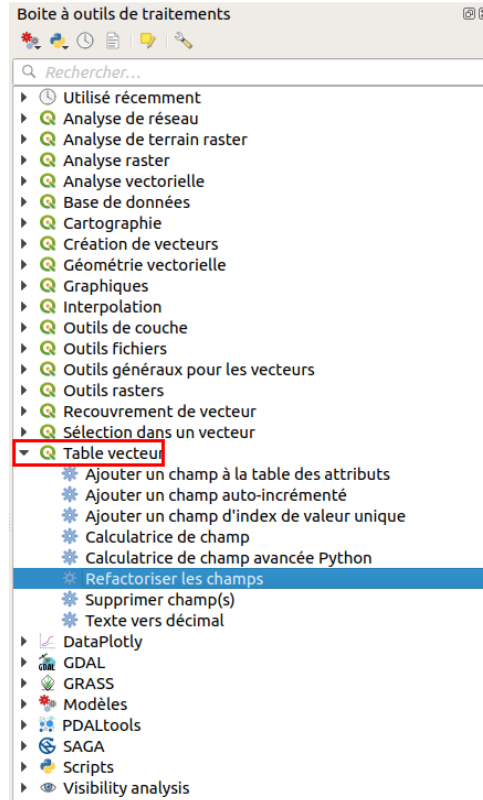 Boite à outils de traitements
Rechercher...
Utilisé récemment
Analyse de réseau
Analyse de terrain raster
Analyse raster
Analyse vectorielle
Base de données
Cartographie
Création de vecteurs
Géométrie vectorielle
Graphiques
Interpolation
Outils de couche
Outils fichiers
Outils généraux pour les vecteurs
Outils rasters
Recouvrement de vecteur
Sélection dans un vecteur
Table vecteur
Ajouter un champ à la table des attributs
Ajouter un champ auto-incrémenté
Ajouter un champ d'index de valeur unique
Calculatrice de champ
Calculatrice de champ avancée Python
Refactoriser les champs
Supprimer champ(s)
Texte vers décimal
DataPlotly
GDAL
GRASS
Modèles
PDALtools
SAGA
Scripts
Visibility analysis